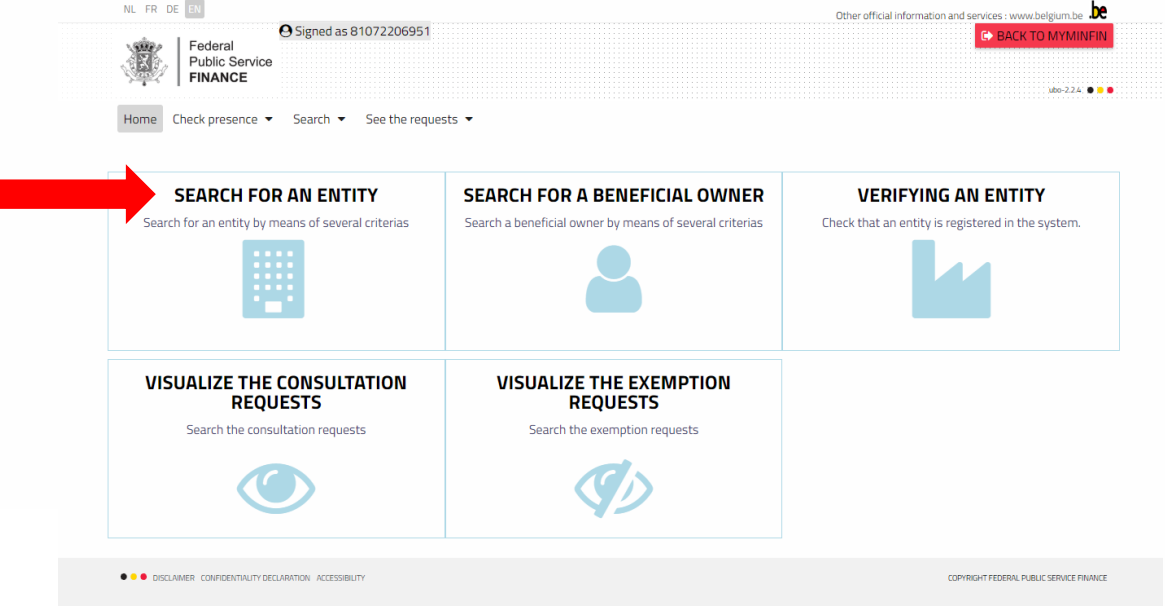 NL FR DE EN
Other official information and services : www.belgium.be .be
Signed as 81072206951
BACK TO MYMINFIN
Federal
Public Service
FINANCE
ubo-2.2.4
Home Check presence Search See the requests
SEARCH FOR AN ENTITY
Search for an entity by means of several criterias
SEARCH FOR A BENEFICIAL OWNER
Search a beneficial owner by means of several criterias
VERIFYING AN ENTITY
Check that an entity is registered in the system.
VISUALIZE THE CONSULTATION
REQUESTS
Search the consultation requests
VISUALIZE THE EXEMPTION
REQUESTS
Search the exemption requests
DISCLAIMER CONFIDENTIALITY DECLARATION ACCESSIBILITY
COPYRIGHT FEDERAL PUBLIC SERVICE FINANCE